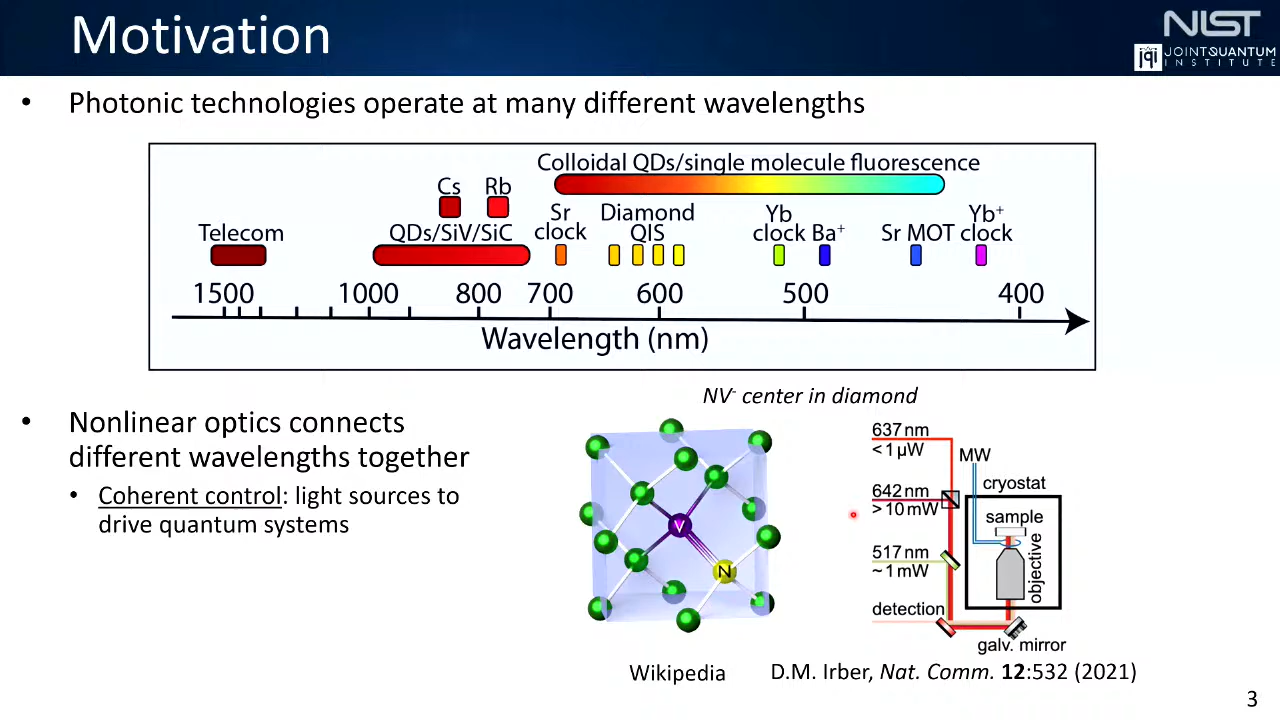 Motivation
NIST
jqi JOINT QUANTUM
INSTITUTE
• Photonic technologies operate at many different wavelengths
Colloidal QDs/single molecule fluorescence
Cs Rb
Sr Diamond Yb Yb⁺
Telecom QDs/SiV/SiC clock QIS clock Ba⁺ Sr MOT clock
1500 1000 800 700 600 500 400
Wavelength (nm)
• Nonlinear optics connects
different wavelengths together
• Coherent control: light sources to
drive quantum systems
NV⁻ center in diamond
V
N
Wikipedia
637 nm
< 1 µW
MW
642 nm
> 10 mW
cryostat
sample
objective
517 nm
~ 1 mW
detection
galv. mirror
D.M. Irber, Nat. Comm. 12:532 (2021)
3